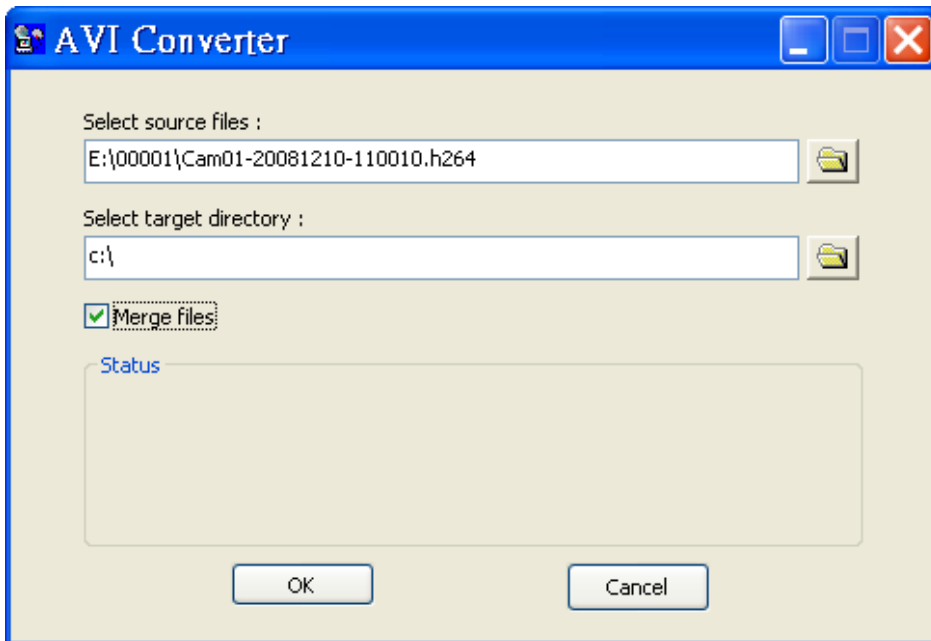 AVI Converter
Select source files :
E:\00001\Cam01-20081210-110010.h264
Select target directory :
c:\
Merge files
Status
OK
Cancel